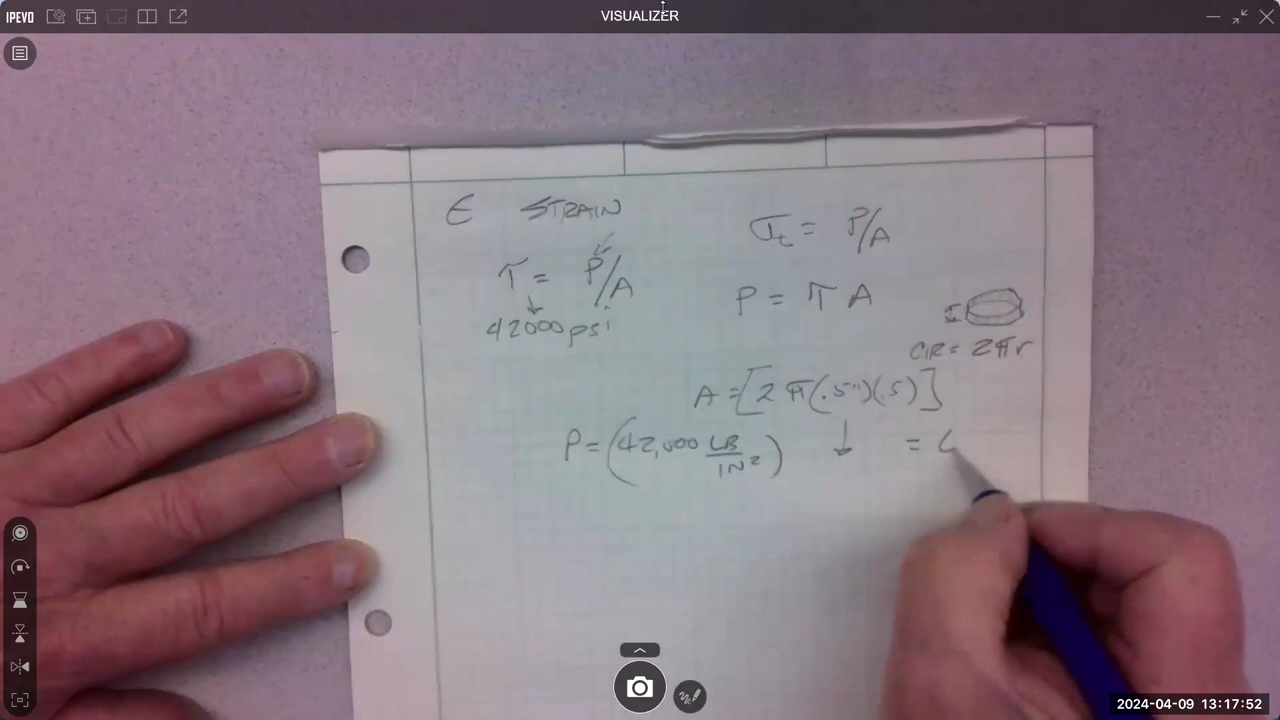 IPEVO
VISUALIZER
ϵ STRAIN
σt = P/A
τ = P/A
42000 psi
P = τ A
CIR = 2πr
A = [2 π(.5")(.5)]
P = (42,000 LB/IN²) ↓ =
2024-04-09 13:17:52